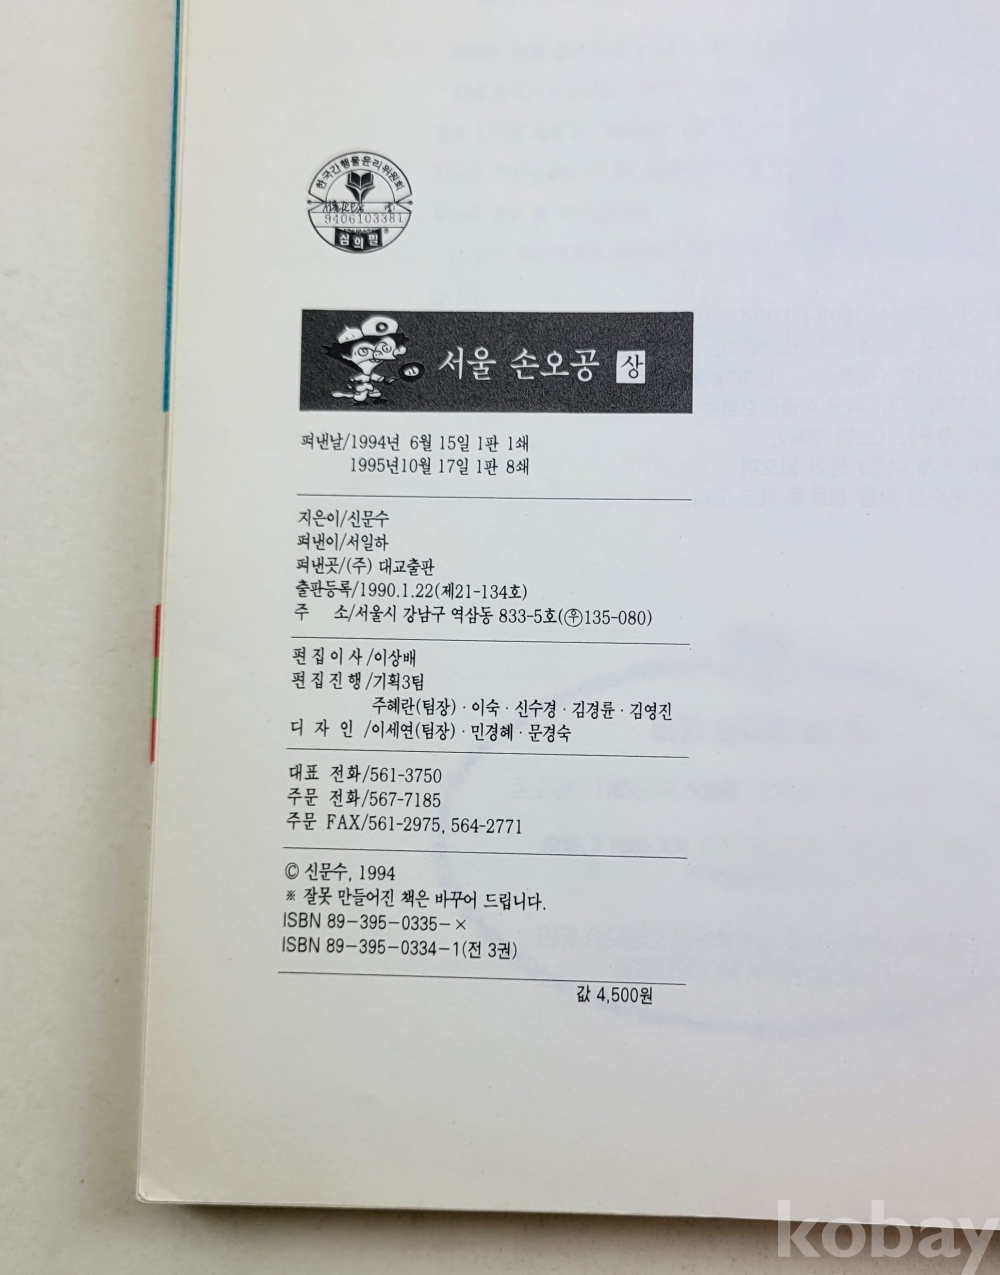 한국간행물윤리위원회
9406103381
심의필
서울 손오공 상
펴낸날/1994년 6월 15일 1판 1쇄
1995년10월 17일 1판 8쇄
지은이/신문수
펴낸이/서일하
펴낸곳/(주) 대교출판
출판등록/1990.1.22(제21-134호)
주 소/서울시 강남구 역삼동 833-5호(㉾135-080)
편집이사/이상배
편집진행/기획3팀
주혜란(팀장)·이숙·신수경·김경륜·김영진
디자인/이세연(팀장)·민경혜·문경숙
대표 전화/561-3750
주문 전화/567-7185
주문 FAX/561-2975, 564-2771
© 신문수, 1994
※ 잘못 만들어진 책은 바꾸어 드립니다.
ISBN 89-395-0335-×
ISBN 89-395-0334-1(전 3권)
값 4,500원
kobay